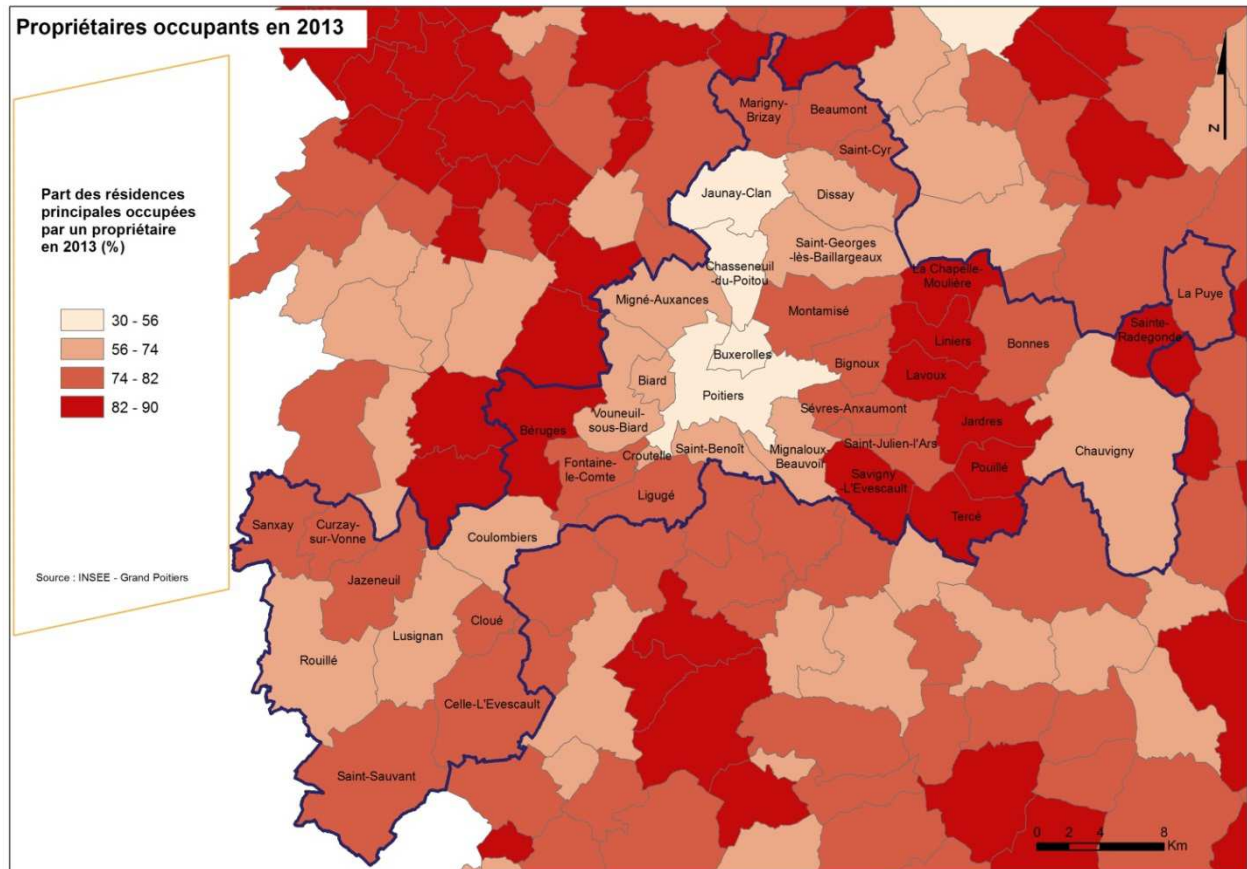 Propriétaires occupants en 2013
Part des résidences
principales occupées
par un propriétaire
en 2013 (%)
30 - 56
56 - 74
74 - 82
82 - 90
Source : INSEE - Grand Poitiers
N
Marigny-
Brizay
Beaumont
Saint-Cyr
Jaunay-Clan
Dissay
Saint-Georges
-lès-Baillargeaux
Chasseneuil
-du-Poitou
La Chapelle-
Moulière
La Puye
Migné-Auxances
Montamisé
Sainte-
Radegonde
Liniers
Bonnes
Buxerolles
Bignoux
Lavoux
Biard
Poitiers
Vouneuil-
sous-Biard
Sèvres-Anxaumont
Jardres
Béruges
Saint-Benoît
Mignaloux-
Beauvoir
Saint-Julien-l'Ars
Chauvigny
Croutelle
Fontaine-
le-Comte
Pouillé
Savigny
-L'Evescault
Ligugé
Tercé
Sanxay
Curzay-
sur-Vonne
Coulombiers
Jazeneuil
Cloué
Lusignan
Rouillé
Celle-L'Evescault
Saint-Sauvant
0 2 4 8
Km